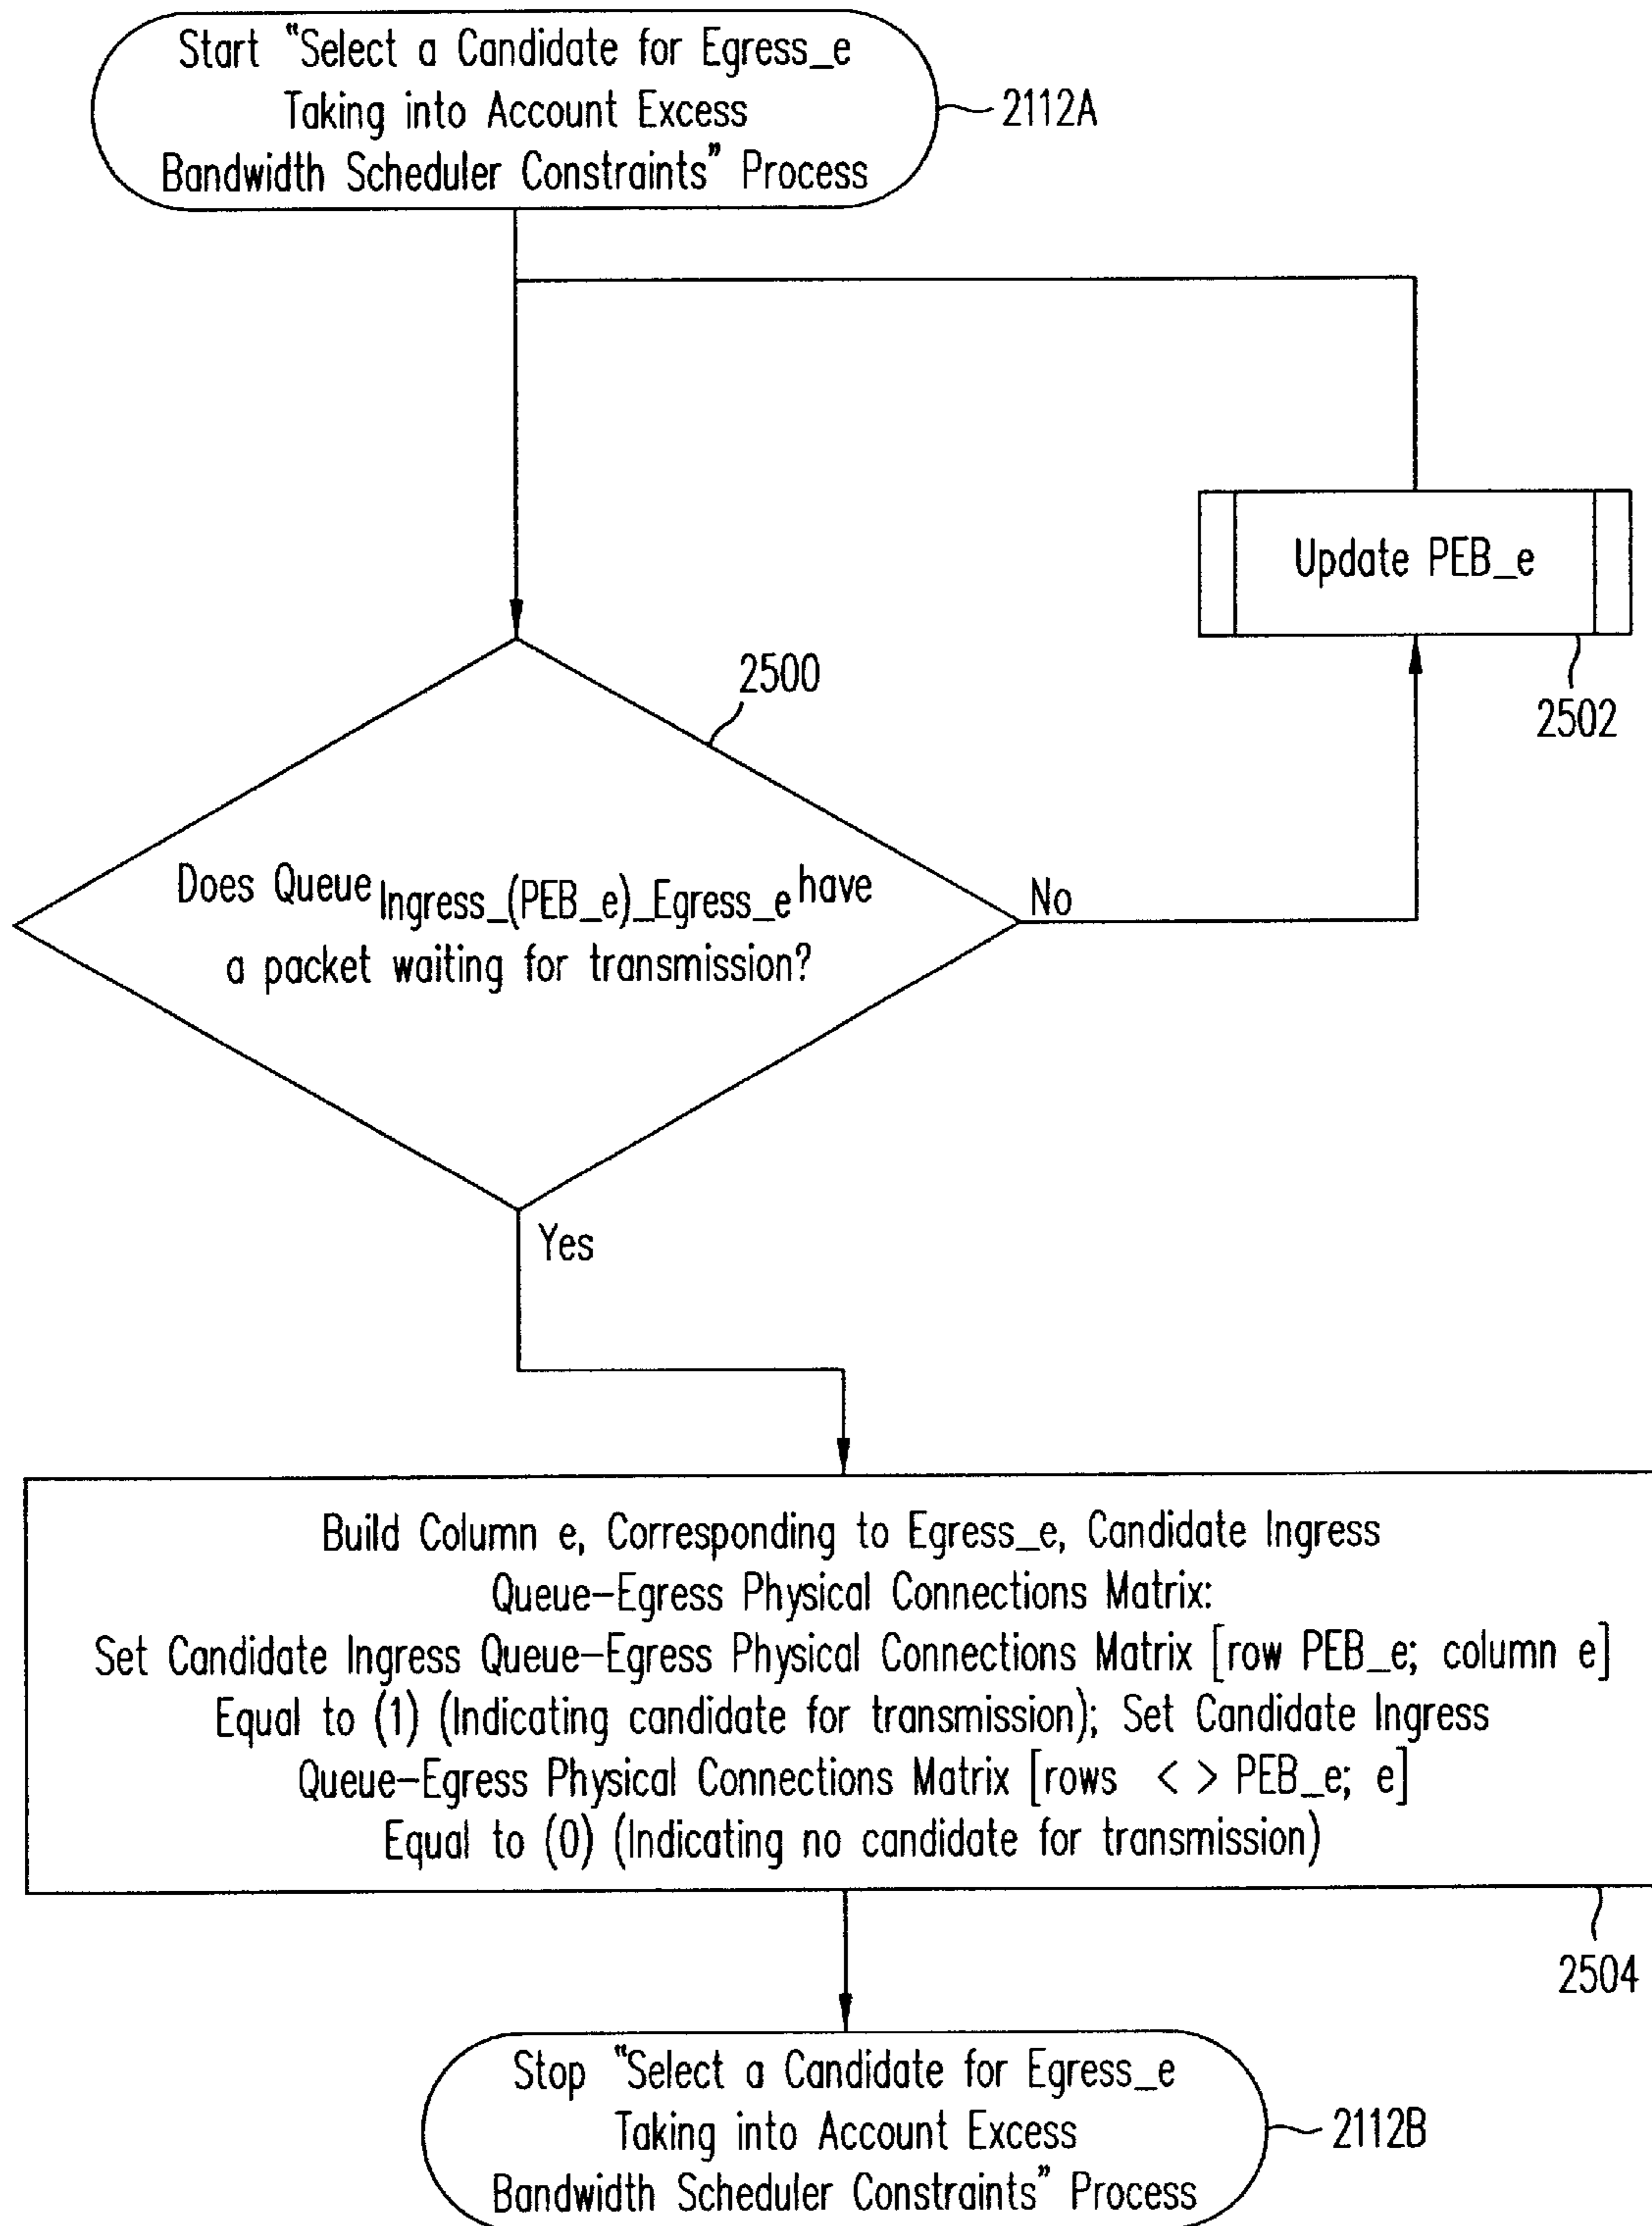 Start “Select a Candidate for Egress_e
Taking into Account Excess
Bandwidth Scheduler Constraints” Process
2112A
Update PEB_e
2502
2500
Does Queue Ingress_(PEB_e)_Egress_e have
a packet waiting for transmission?
No
Yes
Build Column e, Corresponding to Egress_e, Candidate Ingress
Queue-Egress Physical Connections Matrix:
Set Candidate Ingress Queue-Egress Physical Connections Matrix [row PEB_e; column e]
Equal to (1) (Indicating candidate for transmission); Set Candidate Ingress
Queue-Egress Physical Connections Matrix [rows < > PEB_e; e]
Equal to (0) (Indicating no candidate for transmission)
2504
Stop “Select a Candidate for Egress_e
Taking into Account Excess
Bandwidth Scheduler Constraints” Process
2112B